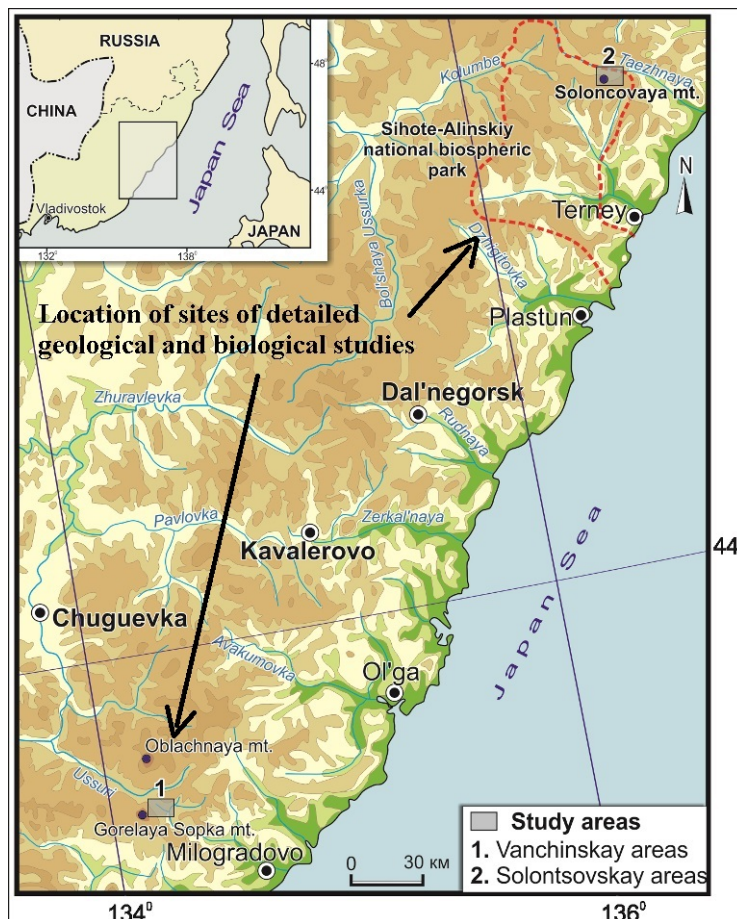 RUSSIA
48°
CHINA
Japan Sea
44°
Vladivostok
JAPAN
132°
138°
Kolumbe
2
Taezhnaya
Soloncovaya mt.
Sihote-Alinskiy
national biospheric
park
N
Terney
Dzhigitovka
Bol'shaya Ussurka
Location of sites of detailed
geological and biological studies
Plastun
Zhuravlevka
Dal'negorsk
Rudnaya
Pavlovka
Zerkal'naya
Kavalerovo
44
Chuguevka
Japan Sea
Avakumovka
Ol'ga
Oblachnaya mt.
Ussuri
1
Gorelaya Sopka mt.
Milogradovo
0 30 км
Study areas
1. Vanchinskay areas
2. Solontsovskay areas
134°
136°